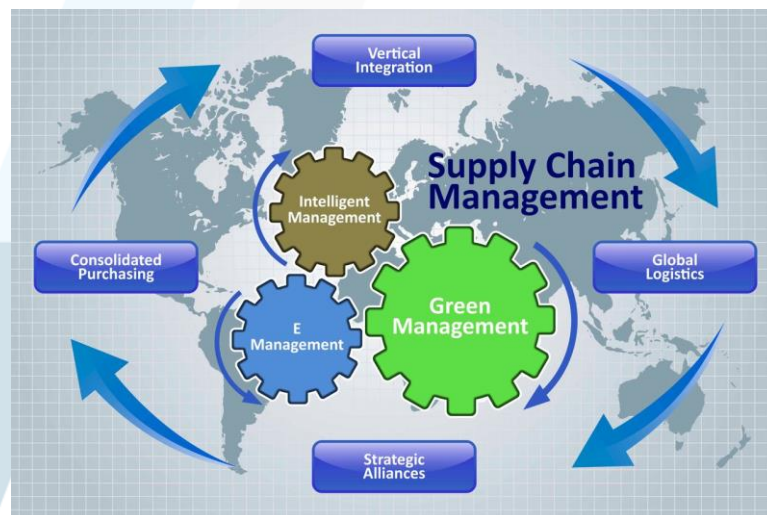 Vertical
Integration
Supply Chain
Management
Intelligent
Management
Consolidated
Purchasing
Global
Logistics
Green
Management
E
Management
Strategic
Alliances